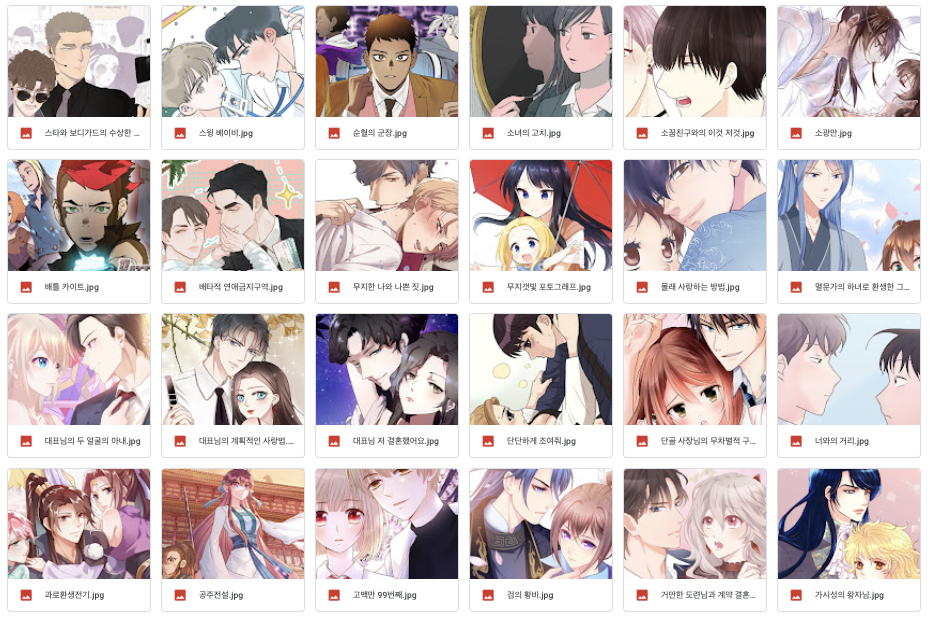 스타와 보디가드의 수상한 ...
스윙 베이비.jpg
순혈의 군장.jpg
소녀의 고치.jpg
소꿉친구와의 이것 저것.jpg
소광만.jpg
배틀 카이트.jpg
배타적 연애금지구역.jpg
무지한 나와 나쁜 짓.jpg
무지갯빛 포토그래프.jpg
몰래 사랑하는 방법.jpg
멸문가의 하녀로 환생한 그...
대표님의 두 얼굴의 아내.jpg
대표님의 계획적인 사랑법....
대표님 저 결혼했어요.jpg
단단하게 조여줘.jpg
단골 사장님의 무차별적 구...
너와의 거리.jpg
과로환생전기.jpg
공주전설.jpg
고백만 99번째.jpg
검의 황비.jpg
거만한 도련님과 계약 결혼...
가시성의 왕자님.jpg